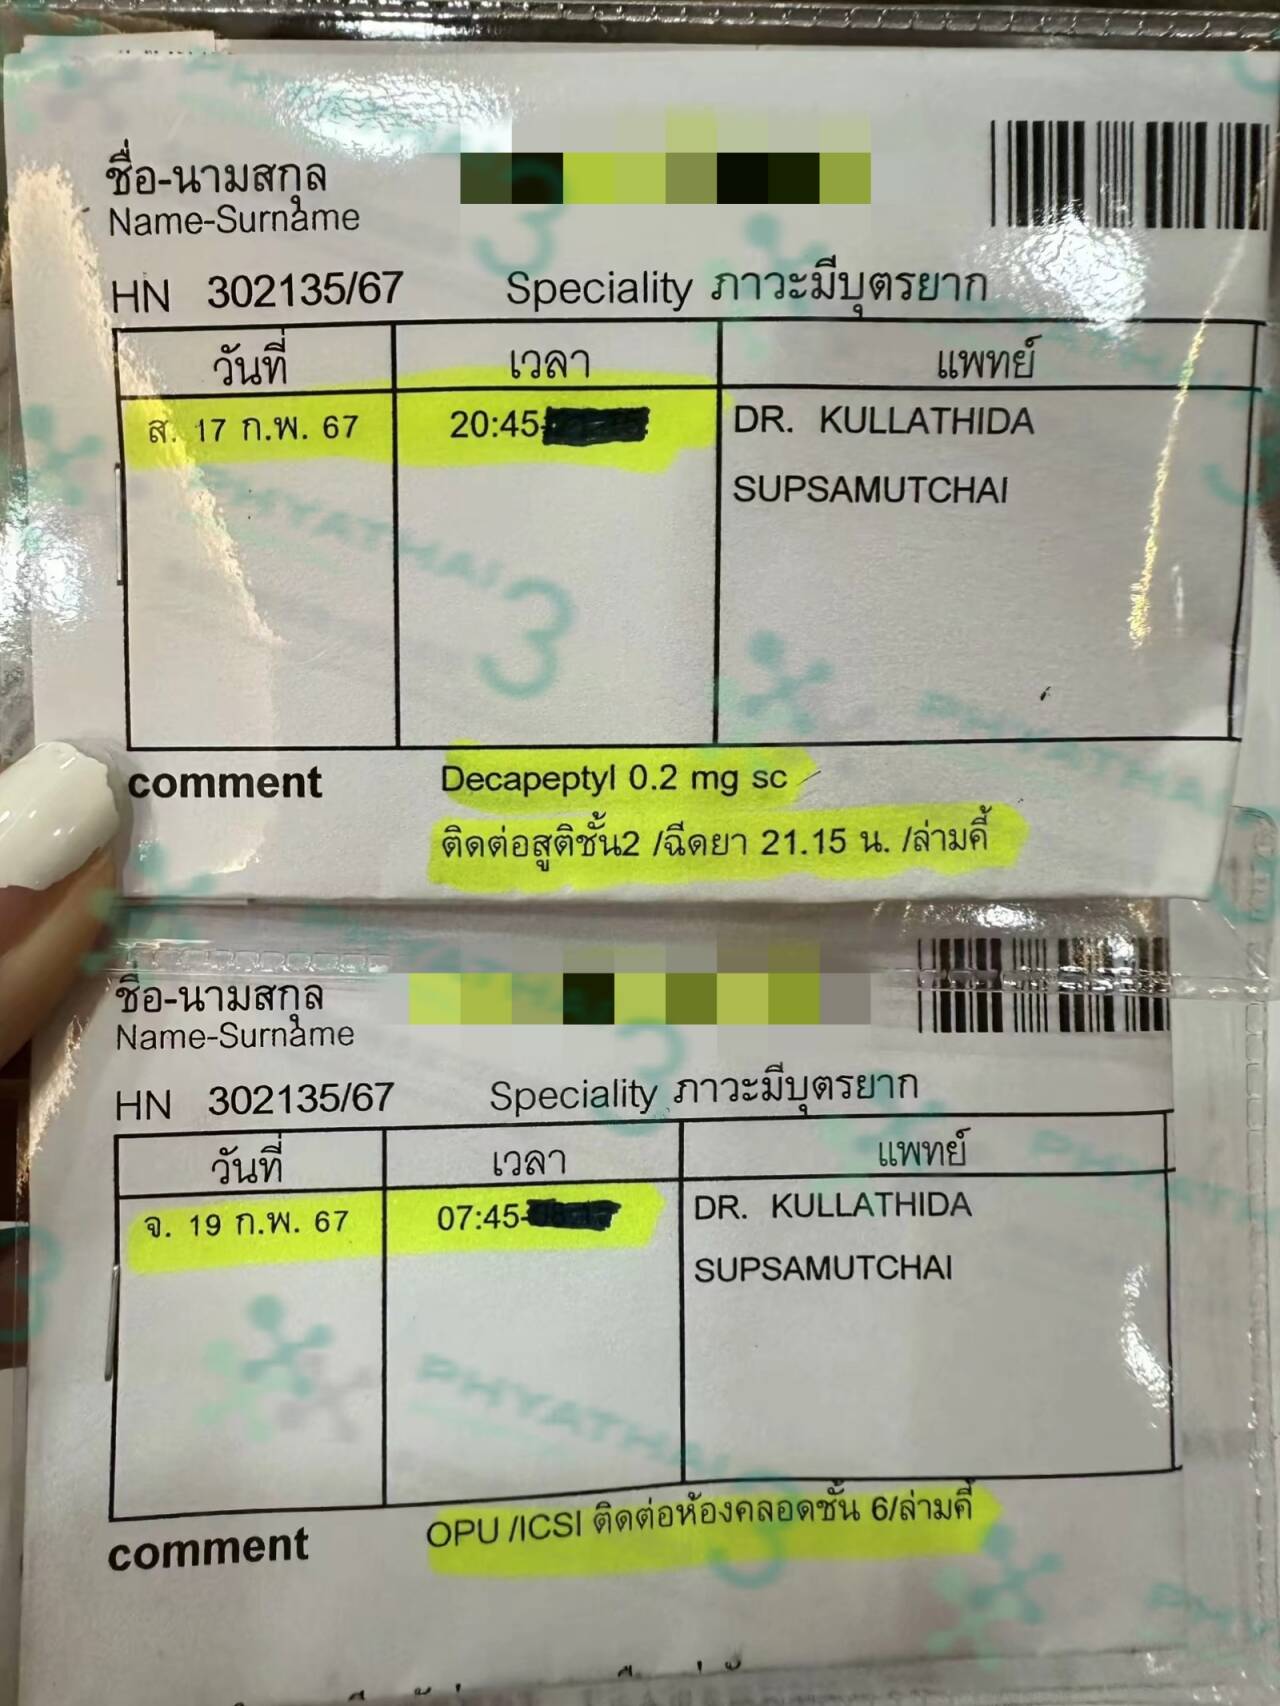 ชื่อ-นามสกุล
Name-Surname
HN 302135/67 Speciality ภาวะมีบุตรยาก
วันที่ เวลา แพทย์
ส. 17 ก.พ. 67 20:45- DR. KULLATHIDA
SUPSAMUTCHAI
PHYATHAI 3
comment Decapeptyl 0.2 mg sc
ติดต่อสูติชั้น2 /ฉีดยา 21.15 น. /ล่ามคี้
ชื่อ-นามสกุล
Name-Surname
HN 302135/67 Speciality ภาวะมีบุตรยาก
วันที่ เวลา แพทย์
จ. 19 ก.พ. 67 07:45- DR. KULLATHIDA
SUPSAMUTCHAI
PHYATHAI 3
comment OPU /ICSI ติดต่อห้องคลอดชั้น 6/ล่ามคี้